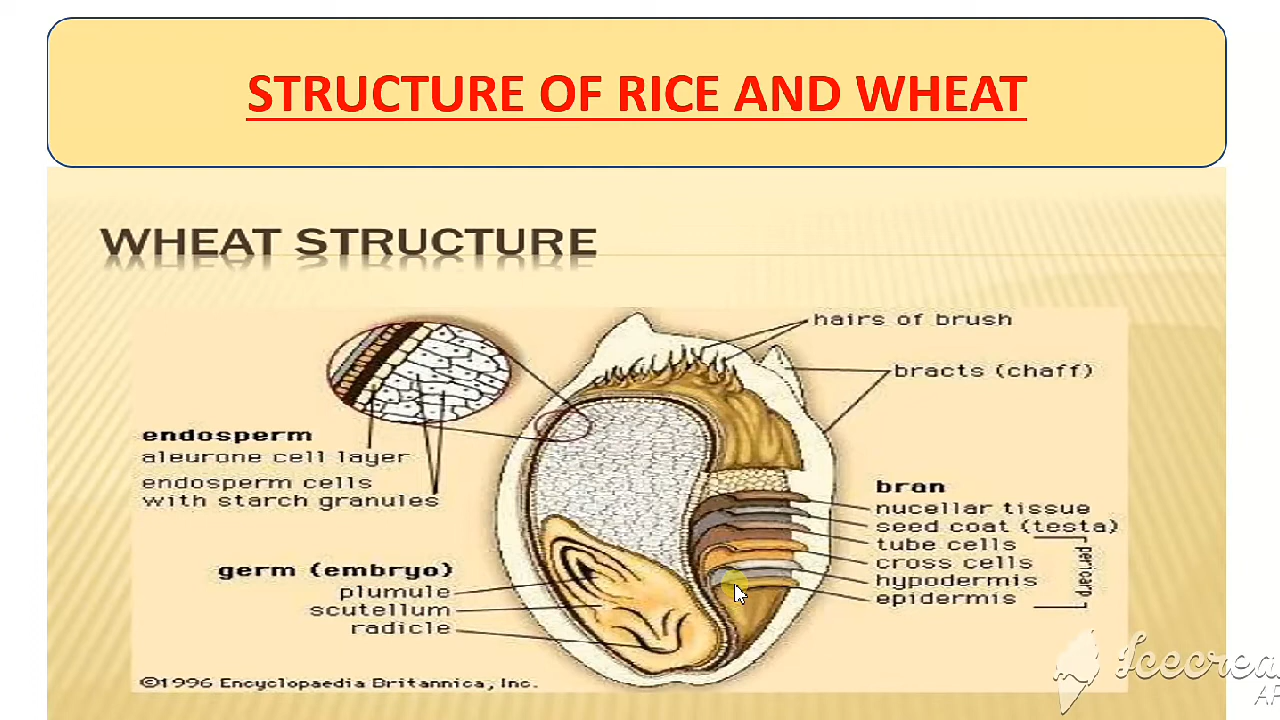 STRUCTURE OF RICE AND WHEAT
WHEAT STRUCTURE
hairs of brush
bracts (chaff)
endosperm
aleurone cell layer
endosperm cells
with starch granules
bran
nucellar tissue
seed coat (testa)
tube cells
cross cells
hypodermis
epidermis
pericarp
germ (embryo)
plumule
scutellum
radicle
©1996 Encyclopaedia Britannica, Inc.
Icecrea
AP